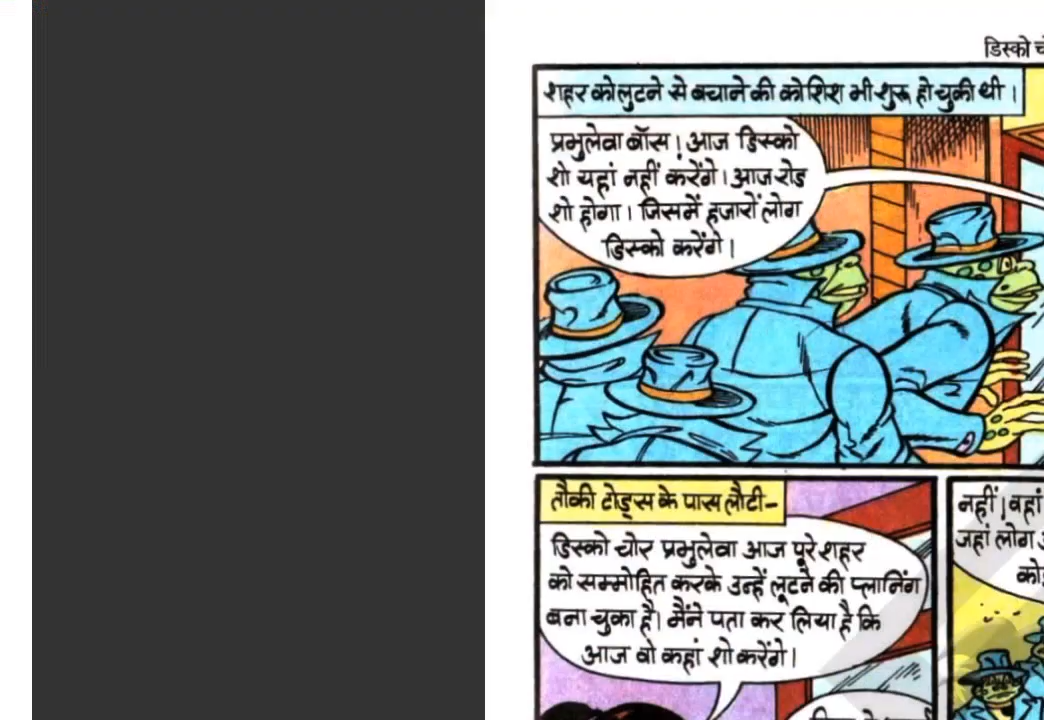 डिस्को
शहर को लुटने से बचाने की कोशिश भी शुरू हो चुकी थी।
प्रभुलेवा बॉस! आज डिस्को
शो यहां नहीं करेंगे। आज रोड
शो होगा। जिसमें हजारों लोग
डिस्को करेंगे।
तौकी टोड्स के पास लौटी-
डिस्को चोर प्रभुलेवा आज पूरे शहर
को सम्मोहित करके उन्हें लूटने की प्लानिंग
बना चुका है। मैंने पता कर लिया है कि
आज वो कहां शो करेंगे।
नहीं! वहां
जहां लोग